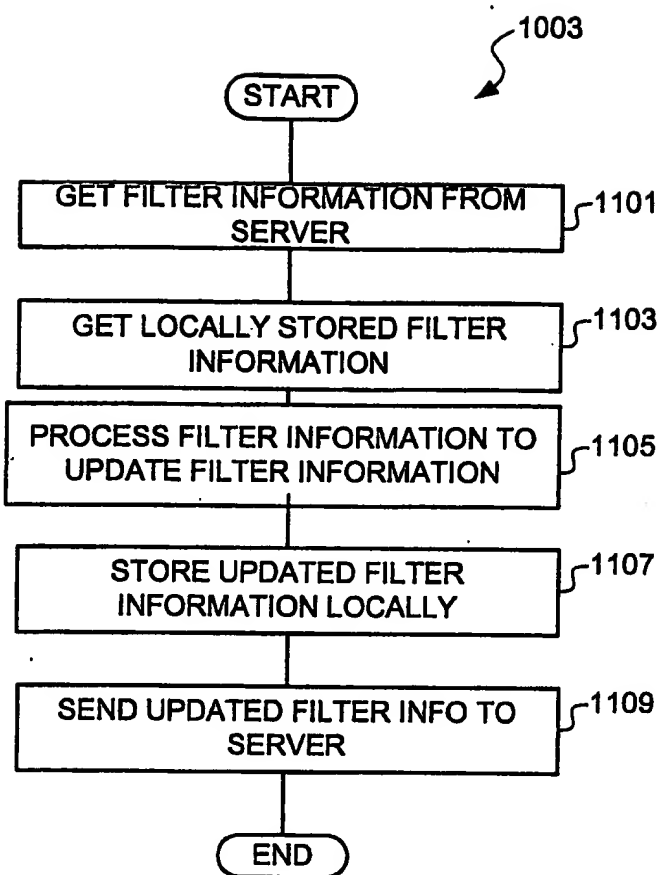 1003
START
GET FILTER INFORMATION FROM
SERVER
1101
GET LOCALLY STORED FILTER
INFORMATION
1103
PROCESS FILTER INFORMATION TO
UPDATE FILTER INFORMATION
1105
STORE UPDATED FILTER
INFORMATION LOCALLY
1107
SEND UPDATED FILTER INFO TO
SERVER
1109
END